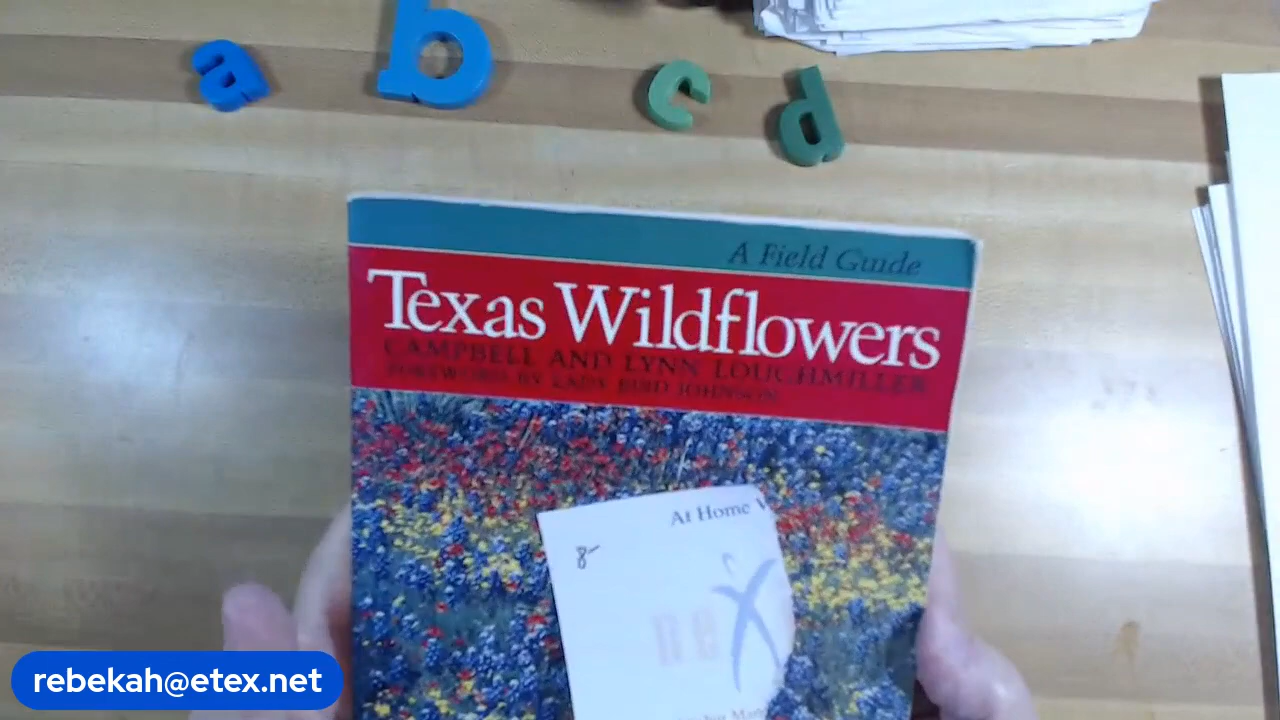 a b c d
A Field Guide
Texas Wildflowers
CAMPBELL AND LYNN LOUGHMILLER
FOREWORD BY LADY BIRD JOHNSON
At Home
8-
rebekah@etex.net